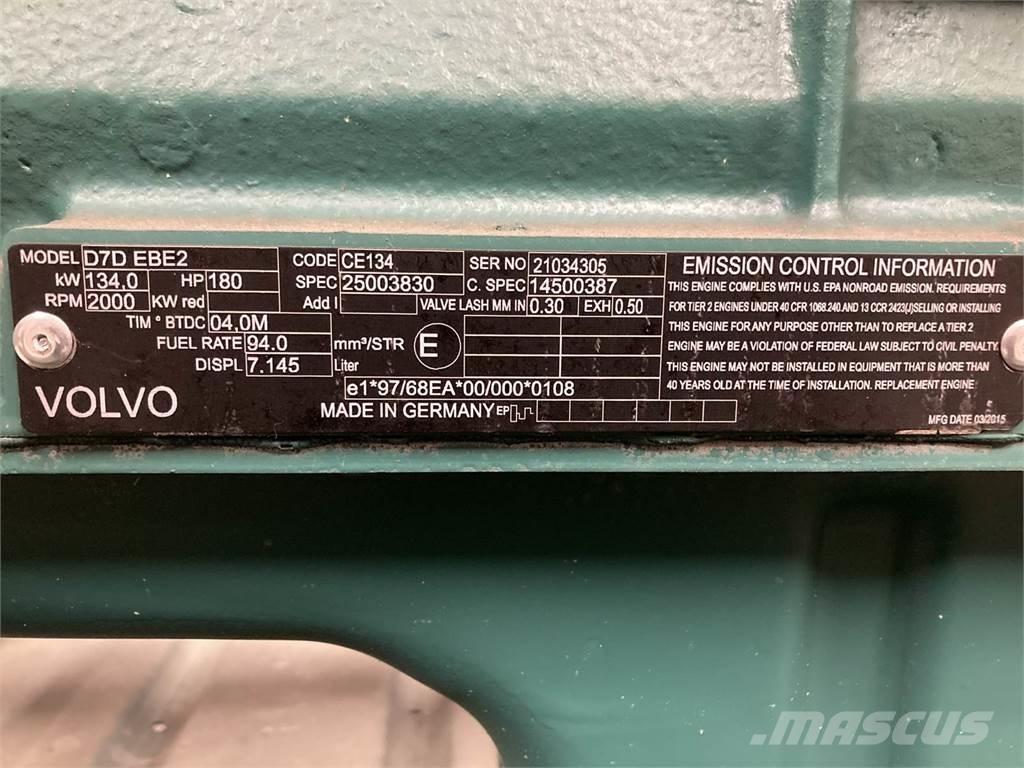 MODEL D7D EBE2 CODE CE134 SER NO 21034305
kW 134,0 HP 180 SPEC 25003830 C. SPEC 14500387
RPM 2000 KW red Add I VALVE LASH MM IN 0.30 EXH 0.50
TIM ° BTDC 04,0M
FUEL RATE 94.0 mm³/STR E
DISPL 7.145 Liter
e1*97/68EA*00/000*0108
VOLVO MADE IN GERMANY EP
EMISSION CONTROL INFORMATION
THIS ENGINE COMPLIES WITH U.S. EPA NONROAD EMISSION. REQUIREMENTS
FOR TIER 2 ENGINES UNDER 40 CFR 1068.240 AND 13 CCR 2423(J)SELLING OR INSTALLING
THIS ENGINE FOR ANY PURPOSE OTHER THAN TO REPLACE A TIER 2
ENGINE MAY BE A VIOLATION OF FEDERAL LAW SUBJECT TO CIVIL PENALTY.
THIS ENGINE MAY NOT BE INSTALLED IN EQUIPMENT THAT IS MORE THAN
40 YEARS OLD AT THE TIME OF INSTALLATION. REPLACEMENT ENGINE
MFG DATE 03/2015
MASCUS